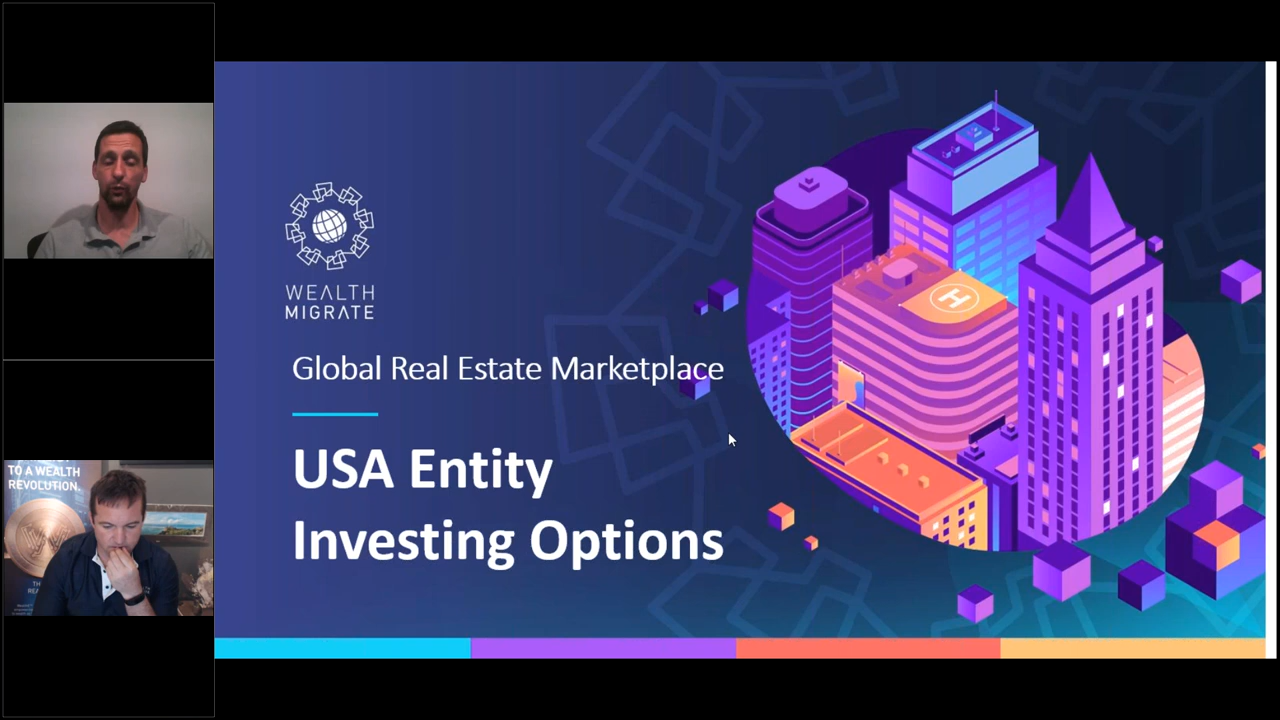 WEALTH
MIGRATE
Global Real Estate Marketplace
USA Entity
Investing Options
H
TO A WEALTH
REVOLUTION.